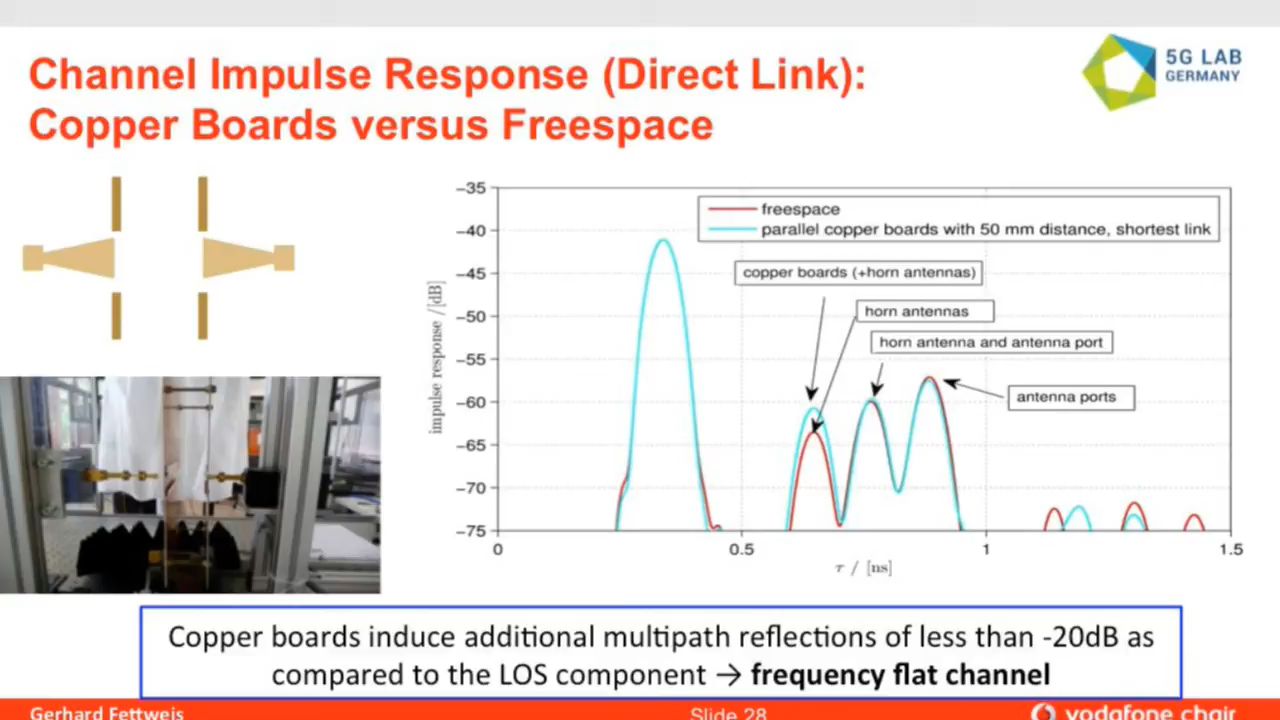 Channel Impulse Response (Direct Link):
Copper Boards versus Freespace
5G LAB
GERMANY
−35
−40
−45
−50
−55
−60
−65
−70
−75
impulse response / [dB]
freespace
parallel copper boards with 50 mm distance, shortest link
copper boards (+horn antennas)
horn antennas
horn antenna and antenna port
antenna ports
0
0.5
1
1.5
τ / [ns]
Copper boards induce additional multipath reflections of less than -20dB as
compared to the LOS component → frequency flat channel
Gerhard Fettweis
Slide 28
vodafone chair